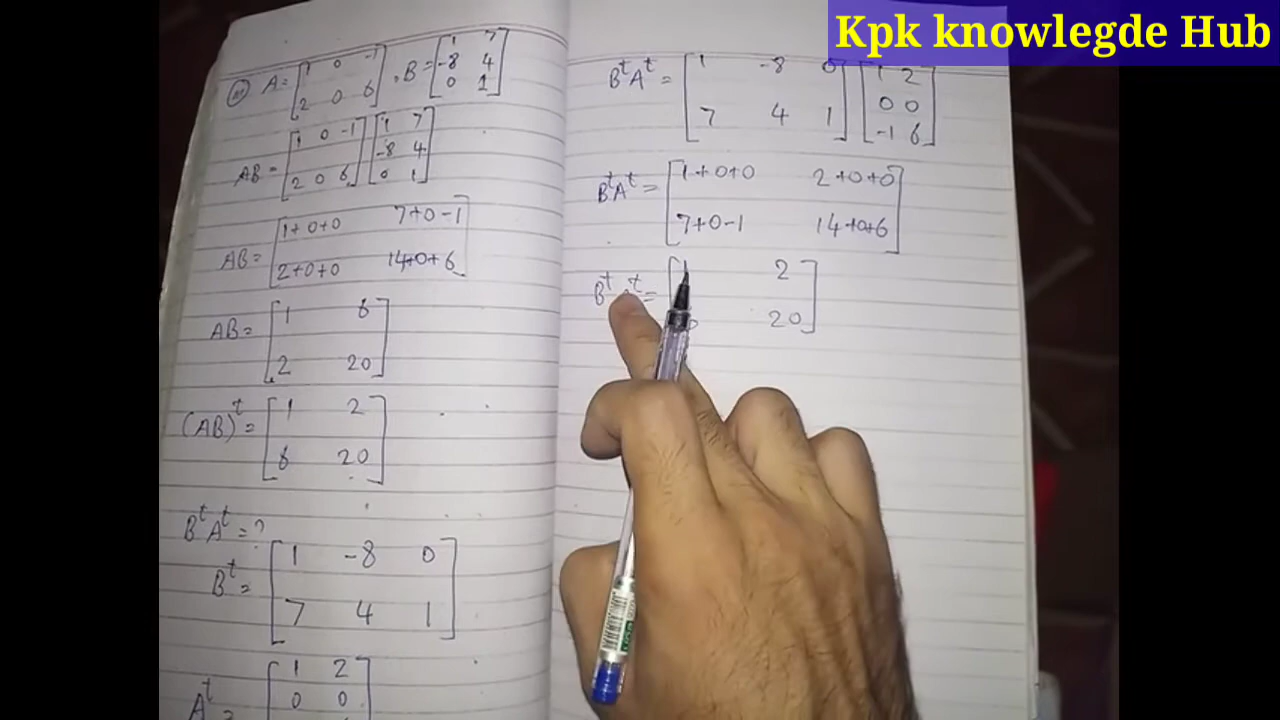 Kpk knowlegde Hub
A = [1 0 -1; 2 0 6], B = [1 7; -8 4; 0 1]
AB = [1 0 -1; 2 0 6] [1 7; -8 4; 0 1]
AB = [1+0+0 7+0-1; 2+0+0 14+0+6]
AB = [1 6; 2 20]
(AB)^t = [1 2; 6 20]
B^t A^t = ?
B^t = [1 -8 0; 7 4 1]
A^t = [1 2; 0 0
B^t A^t = [1 -8 0; 7 4 1] [1 2; 0 0; -1 6]
B^t A^t = [1+0+0 2+0+0; 7+0-1 14+0+6]
B^t A^t = [1 2; 6 20]